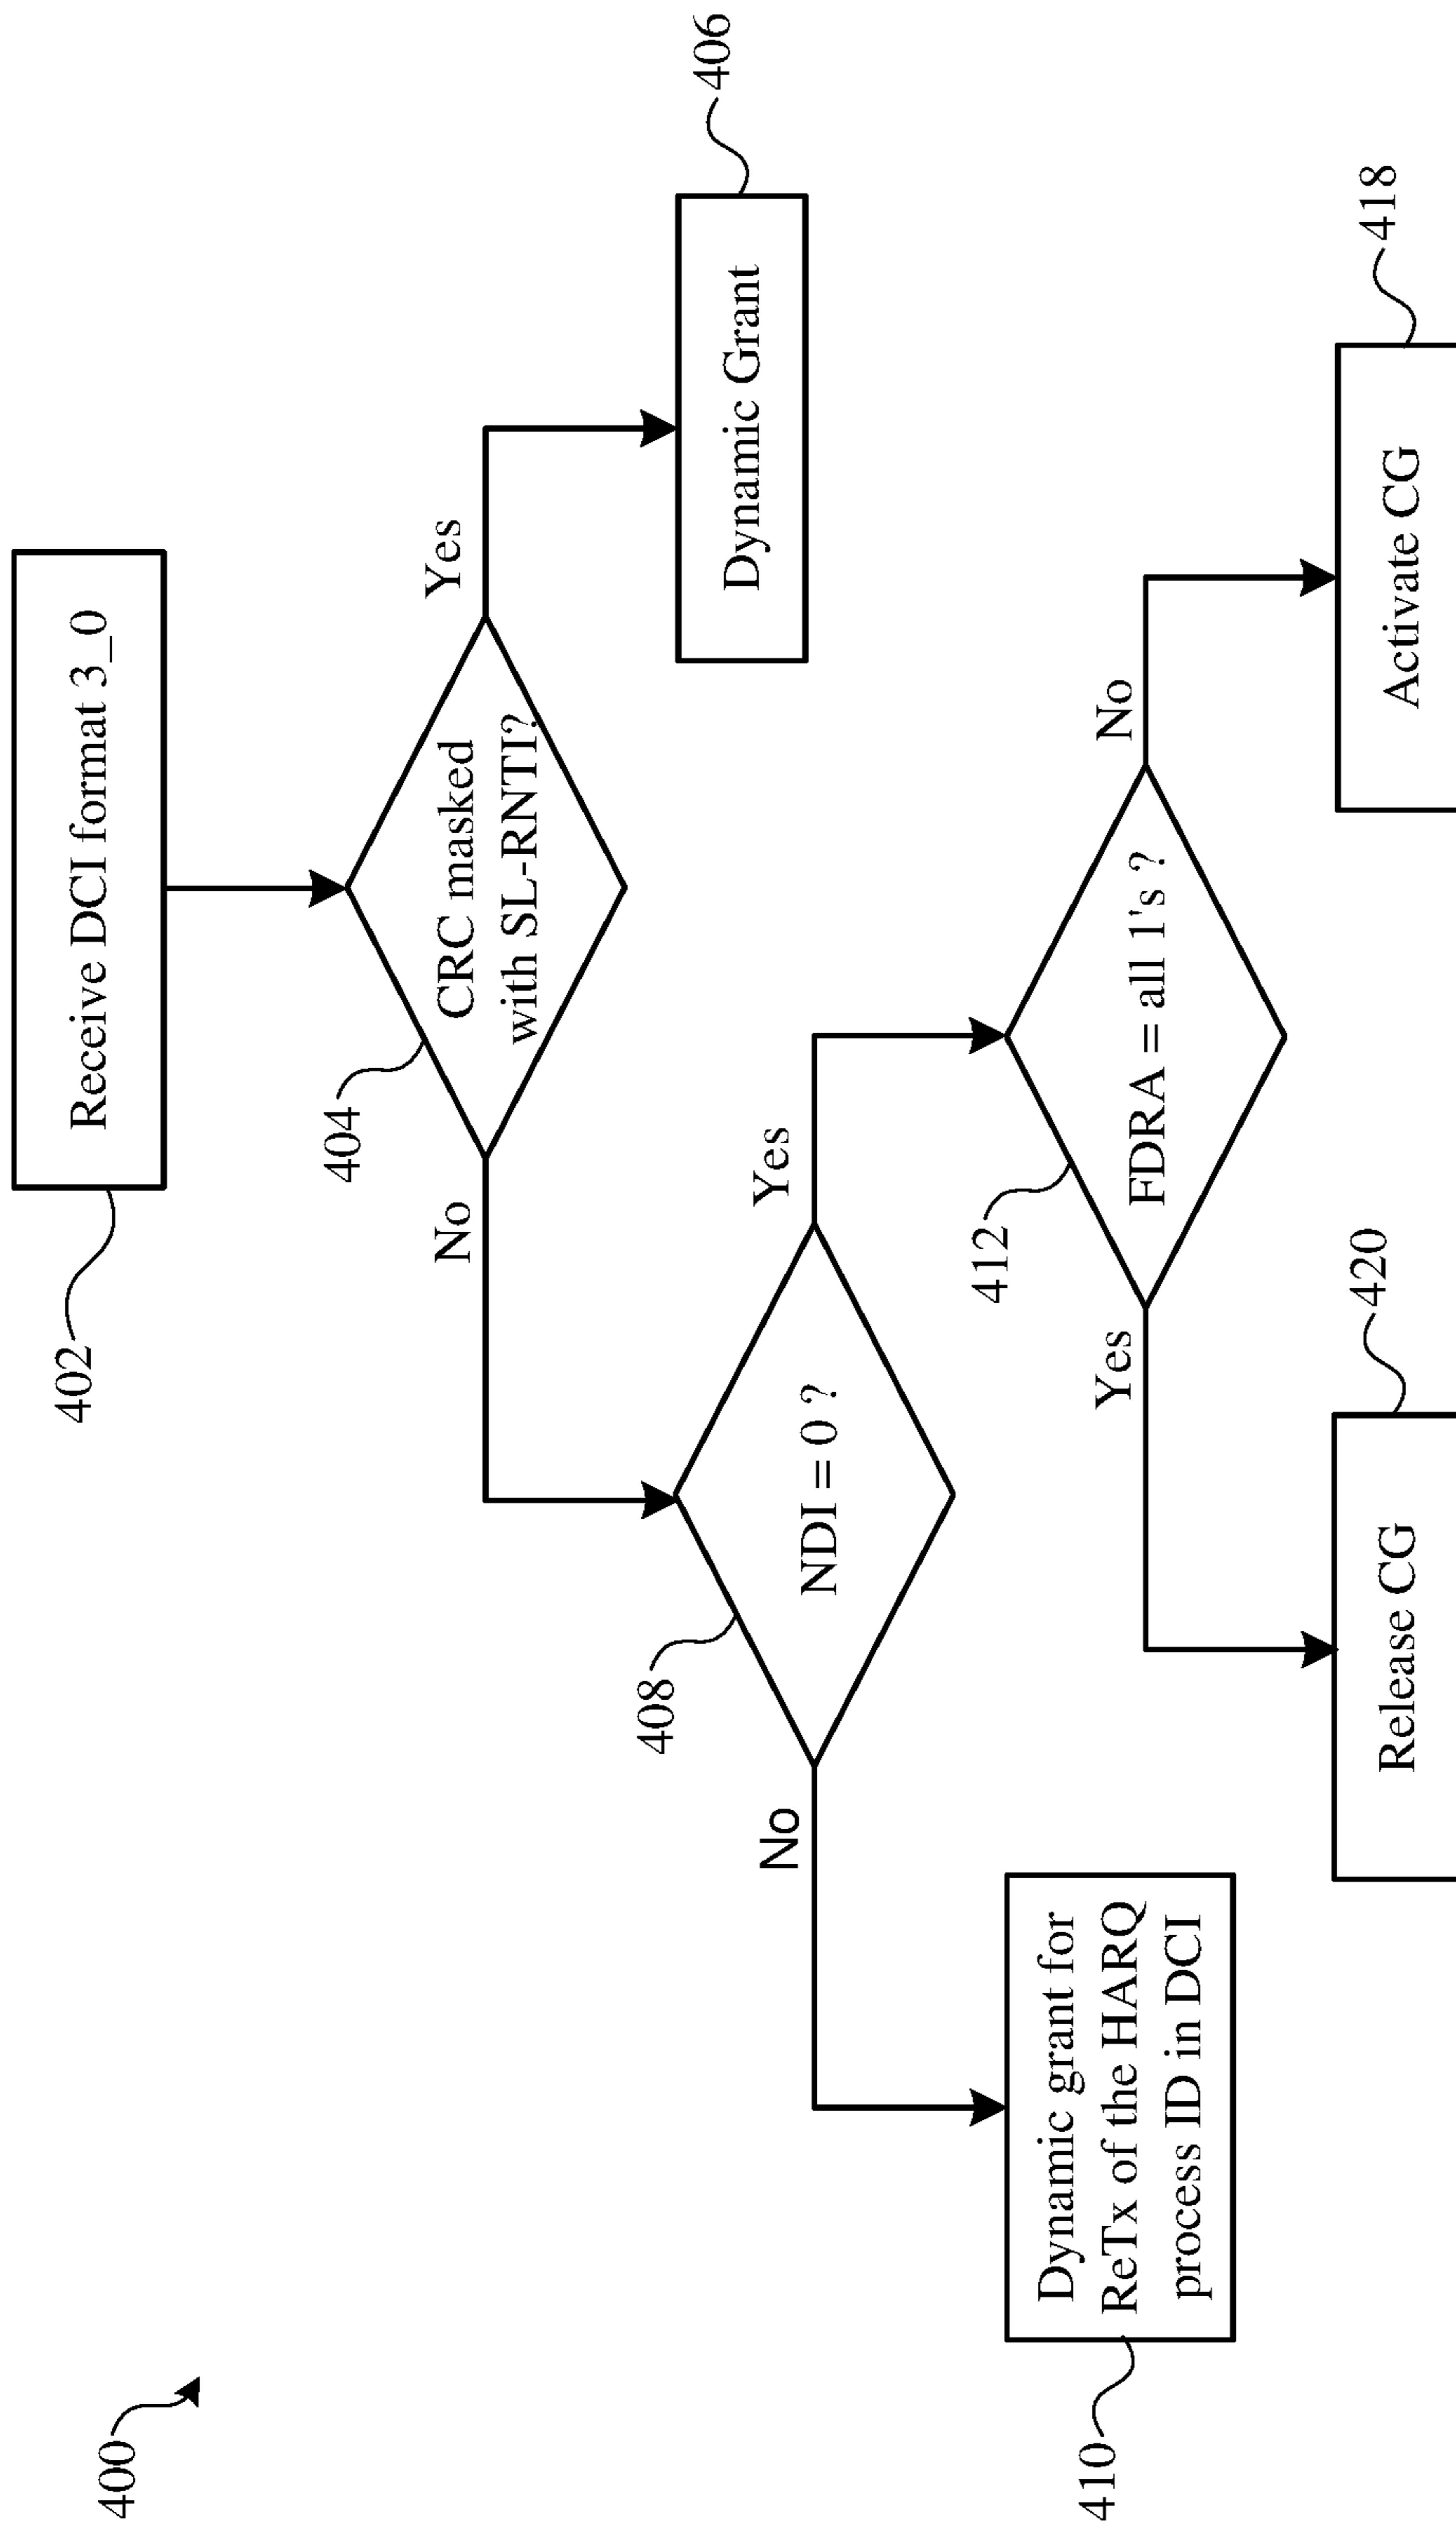 400
402
Receive DCI format 3_0
404
CRC masked
with SL-RNTI?
No
Yes
Dynamic Grant
406
408
NDI = 0 ?
No
Yes
410
Dynamic grant for
ReTx of the HARQ
process ID in DCI
412
FDRA = all 1's ?
Yes
No
Release CG
420
Activate CG
418